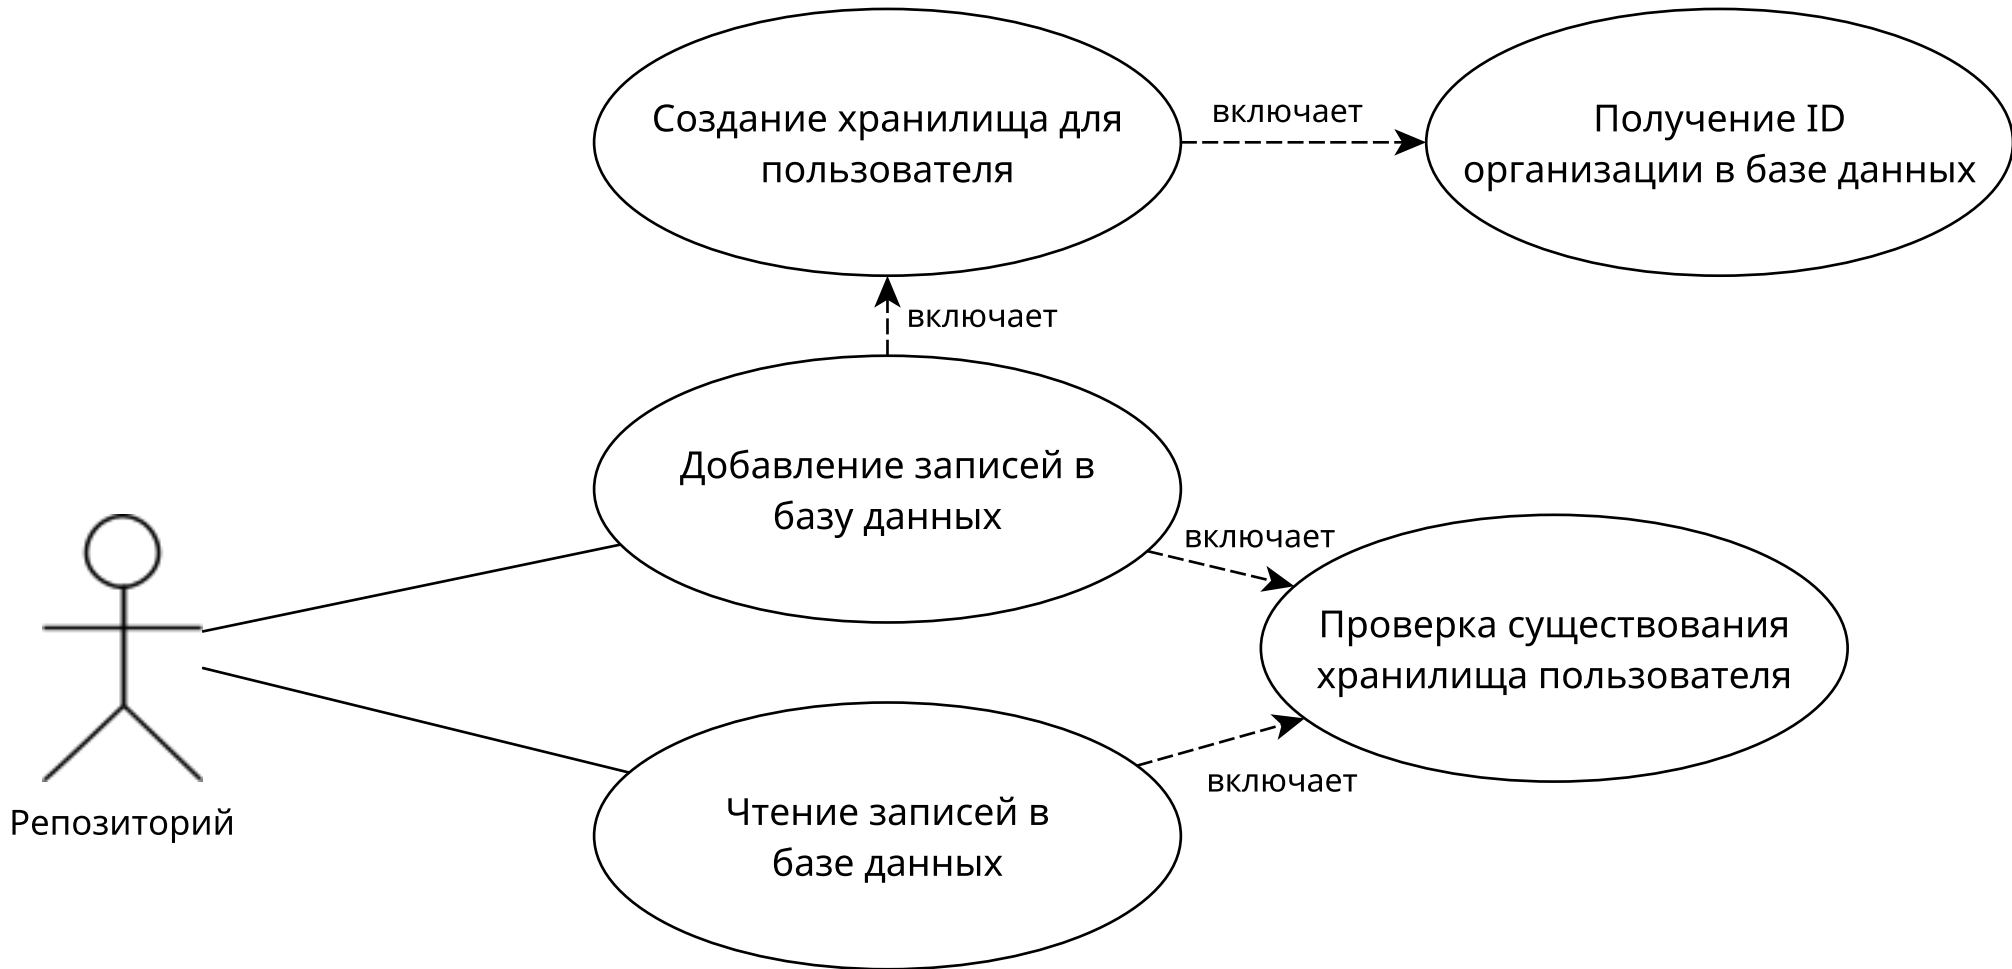 Создание хранилища для
пользователя
включает
Получение ID
организации в базе данных
включает
Добавление записей в
базу данных
включает
Проверка существования
хранилища пользователя
включает
Чтение записей в
базе данных
Репозиторий